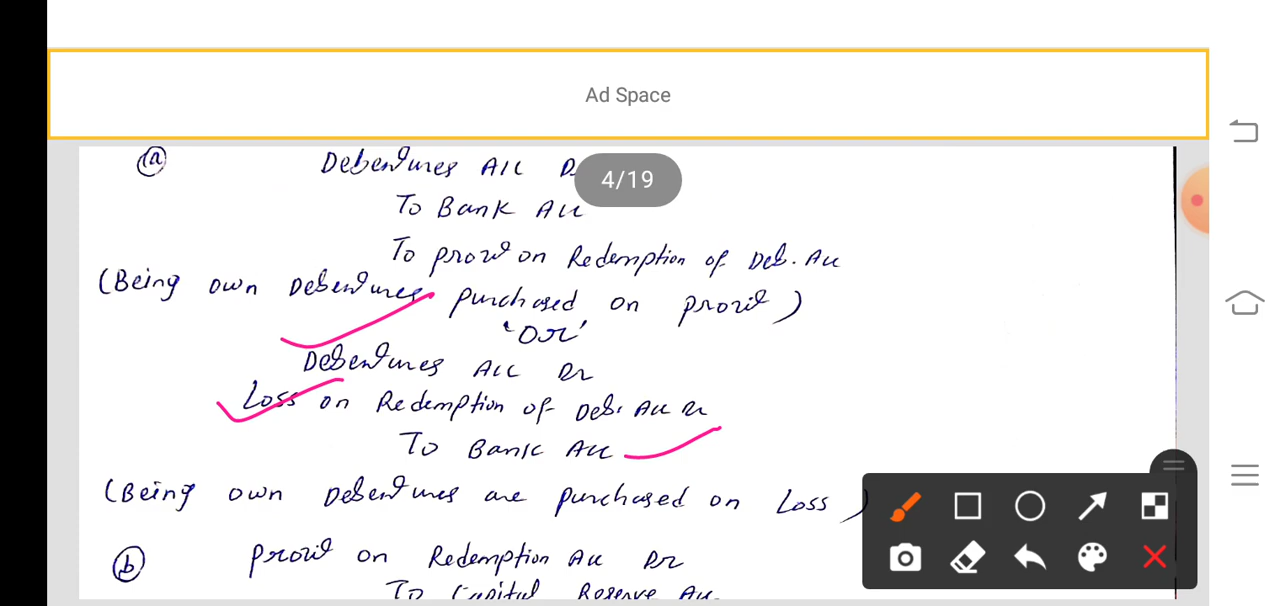 Ad Space
4/19
(a) Debentures A/c D
To Bank A/c
To profit on Redemption of Deb. A/c
(Being own Debentures purchased on profit)
'OR'
Debentures A/c Dr
Loss on Redemption of Deb. A/c Dr
To Bank A/c
(Being own Debentures are purchased on Loss)
(b) profit on Redemption A/c Dr
To Capital Reserve A/c